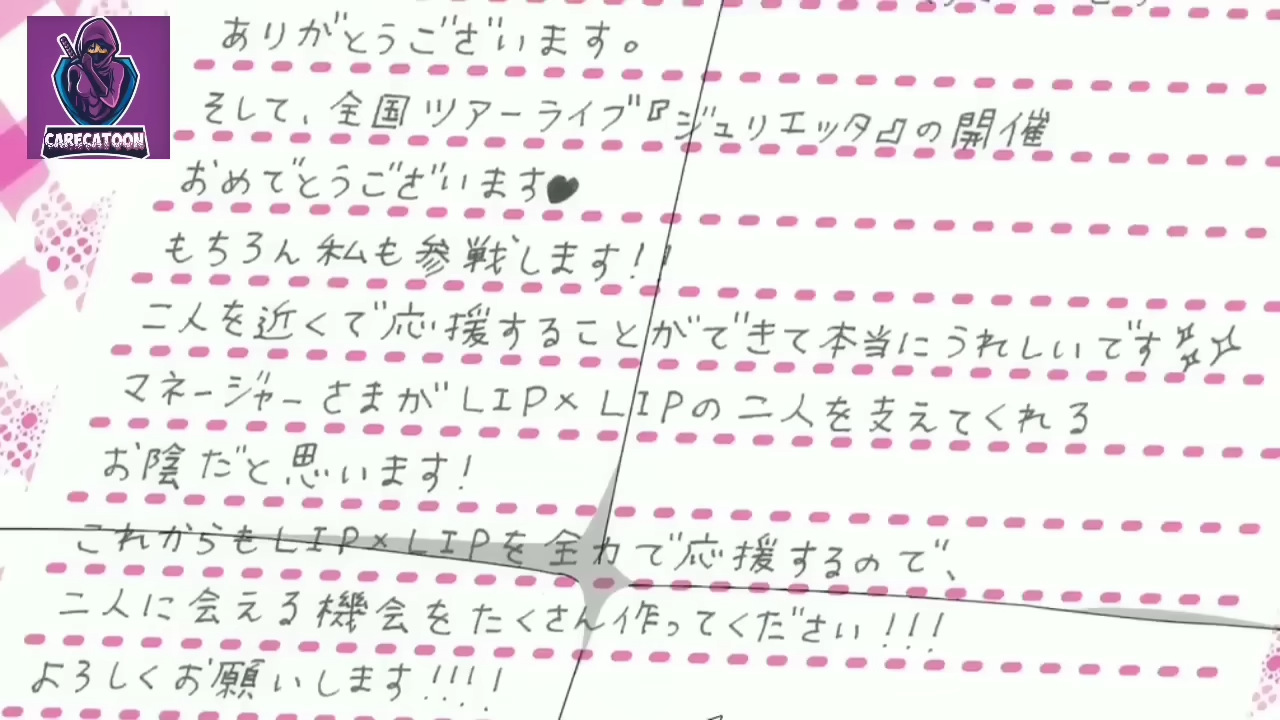 CARECATOON
ありがとうございます。
そして、全国ツアーライブ『ジュリエッタ』の開催
おめでとうございます♥
もちろん私も参戦します!!
二人を近くで応援することができて本当にうれしいです
マネージャーさまがLIP×LIPの二人を支えてくれる
お陰だと思います!
これからもLIP×LIPを全力で応援するので、
二人に会える機会をたくさん作ってください!!!
よろしくお願いします!!!!